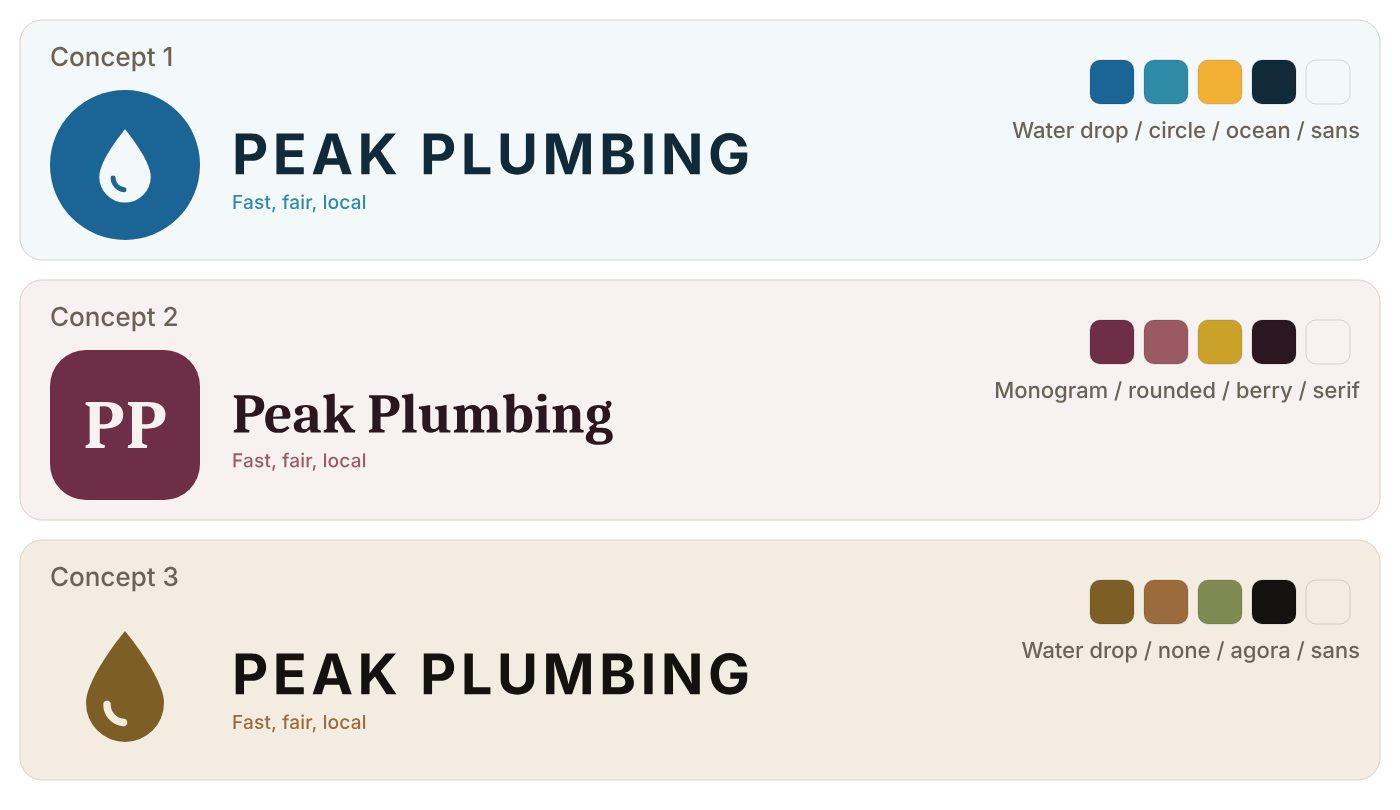 Concept 1
PEAK PLUMBING
Fast, fair, local
Water drop / circle / ocean / sans
Concept 2
PP
Peak Plumbing
Fast, fair, local
Monogram / rounded / berry / serif
Concept 3
PEAK PLUMBING
Fast, fair, local
Water drop / none / agora / sans